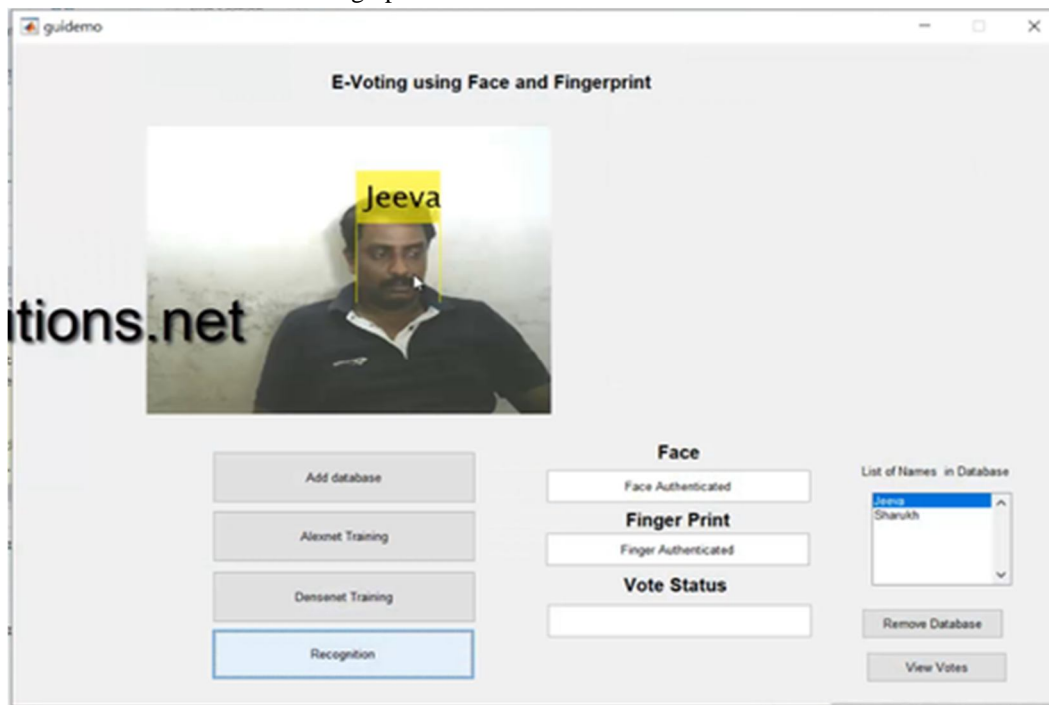 guidemo
E-Voting using Face and Fingerprint
Jeeva
tions.net
Face
Add database
Face Authenticated
List of Names in Database
Jeeva
Sharukh
Finger Print
Alexnet Training
Finger Authenticated
Vote Status
Densenet Training
Remove Database
Recognition
View Votes